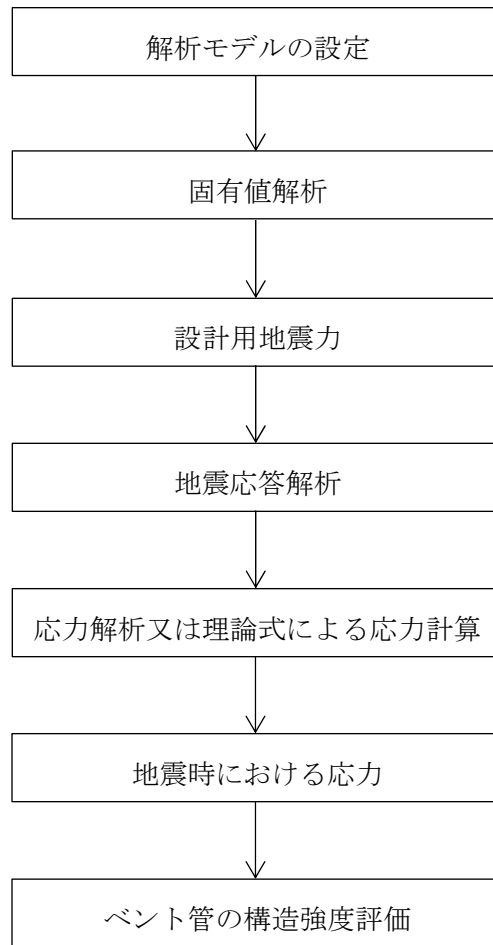 解析モデルの設定
固有値解析
設計用地震力
地震応答解析
応力解析又は理論式による応力計算
地震時における応力
ベント管の構造強度評価